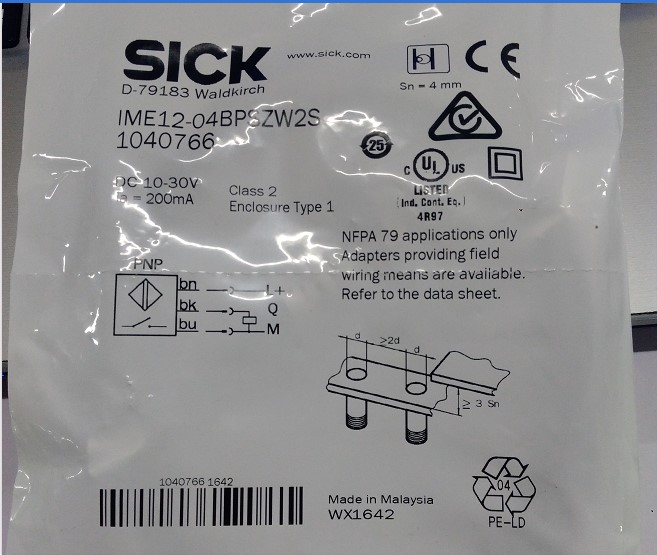 SICK
www.sick.com
D-79183 Waldkirch
Sn = 4 mm
IME12-04BPSZW2S
1040766
25
C UL US
LISTED
Ind. Cont. Eq.
4R97
DC 10-30V
= 200mA
Class 2
Enclosure Type 1
NFPA 79 applications only
Adapters providing field
wiring means are available.
Refer to the data sheet.
PNP
bn L+
bk Q
bu M
d >2d d
≥ 3 Sn
1040766 1642
Made in Malaysia
WX1642
04
PE-LD